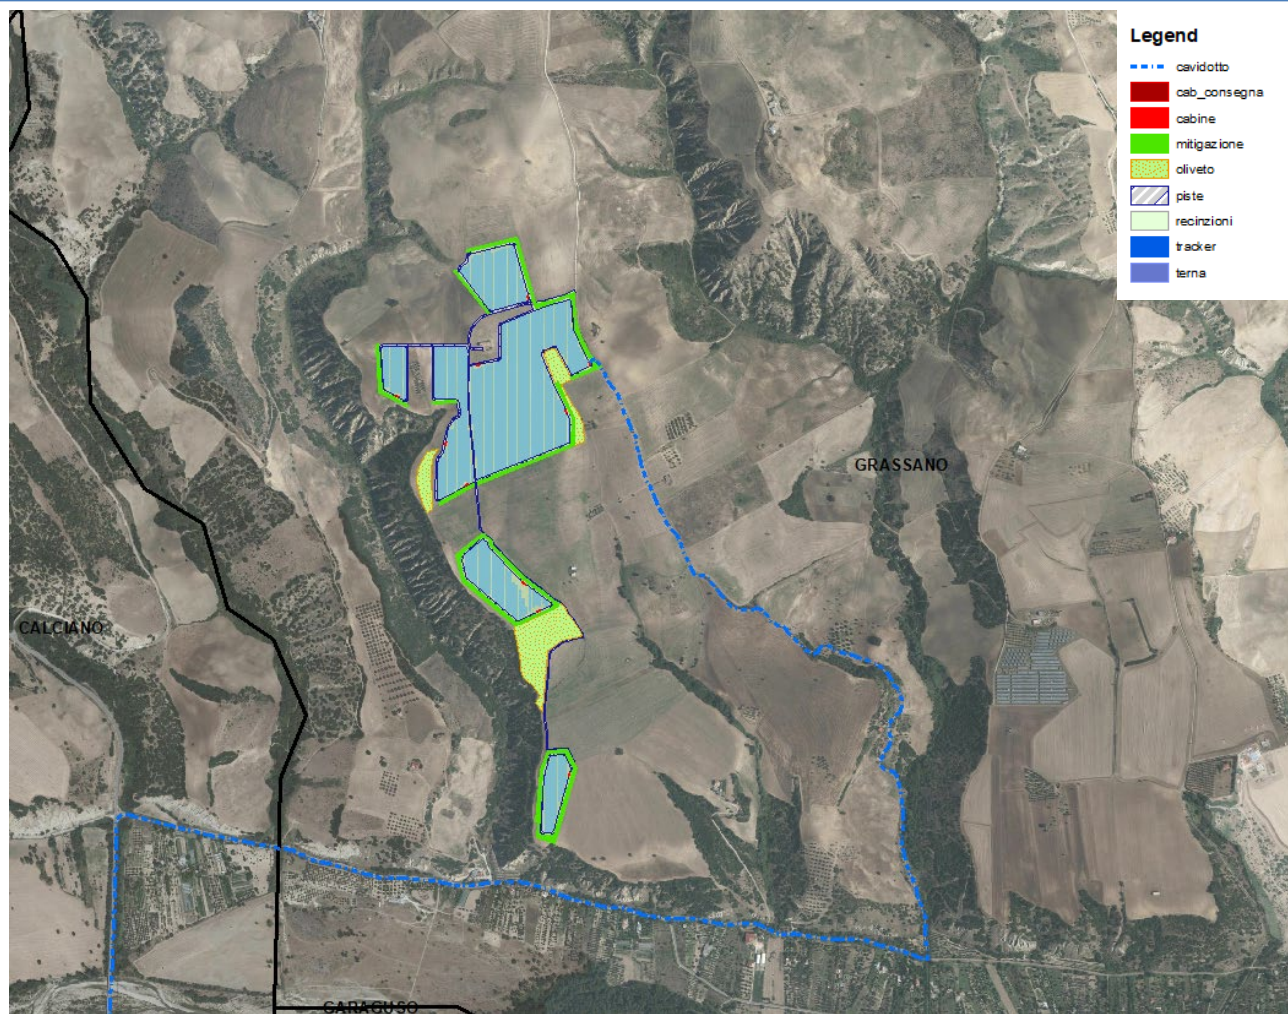 Legend
cavidotto
cab_consegna
cabine
mitigazione
oliveto
piste
recinzioni
tracker
terna
GRASSANO
CALCIANO
GARAGUSO